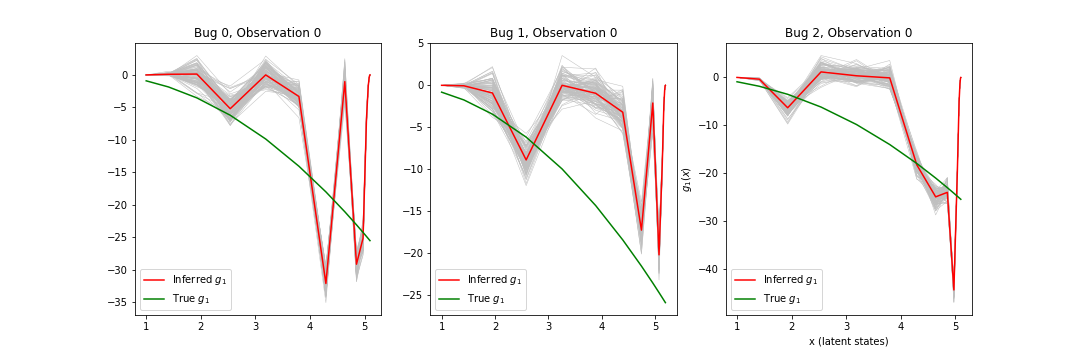 Bug 0, Observation 0
0
−5
−10
−15
−20
−25
−30
−35
1 2 3 4 5
Inferred g₁
True g₁
Bug 1, Observation 0
5
0
−5
−10
−15
−20
−25
1 2 3 4 5
Inferred g₁
True g₁
Bug 2, Observation 0
g₁(x)
0
−10
−20
−30
−40
1 2 3 4 5
x (latent states)
Inferred g₁
True g₁